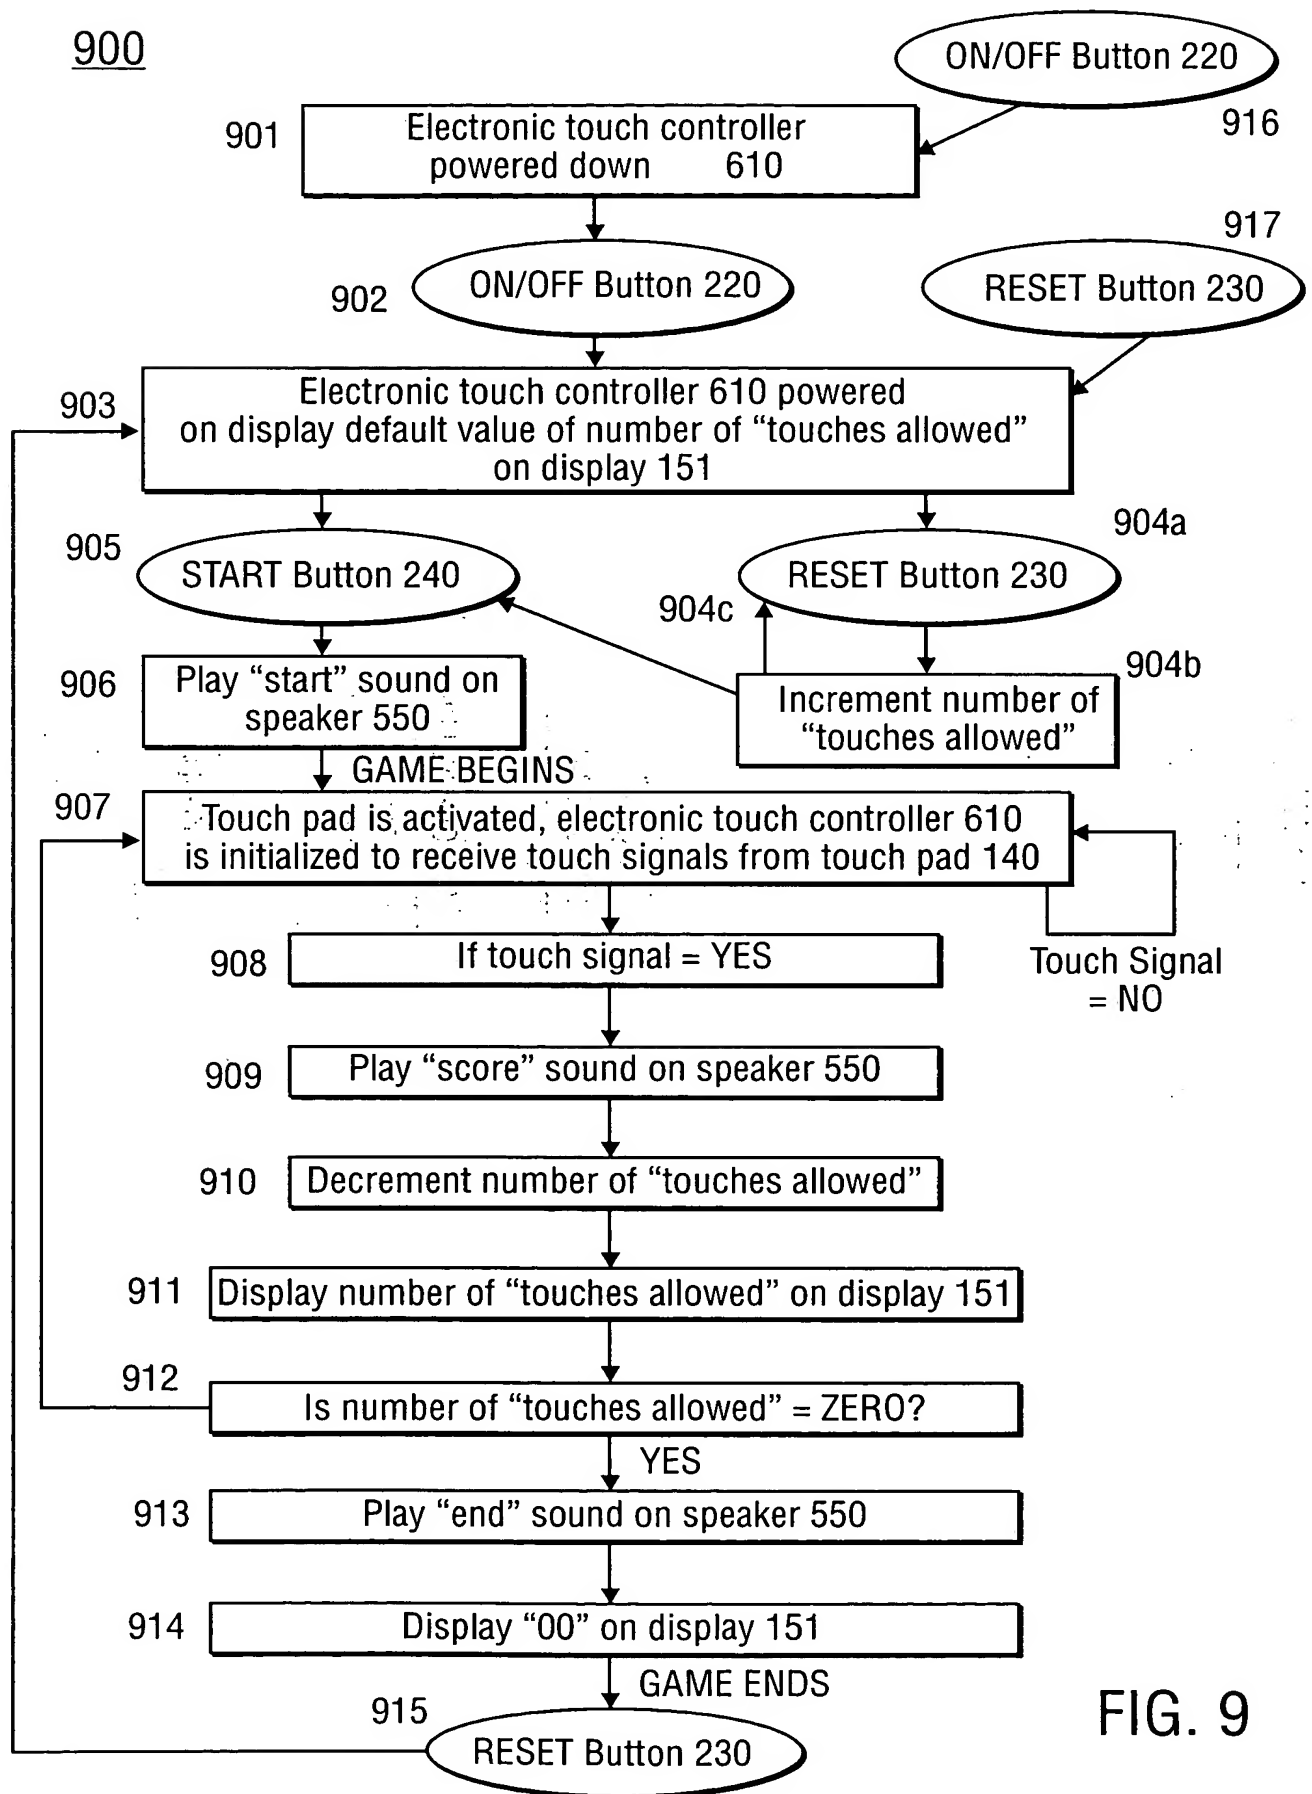 900
ON/OFF Button 220
916
901
Electronic touch controller
powered down 610
917
902
ON/OFF Button 220
RESET Button 230
903
Electronic touch controller 610 powered
on display default value of number of “touches allowed”
on display 151
904a
905
START Button 240
RESET Button 230
904c
904b
906
Play “start” sound on
speaker 550
Increment number of
“touches allowed”
GAME BEGINS
907
Touch pad is activated, electronic touch controller 610
is initialized to receive touch signals from touch pad 140
908
If touch signal = YES
Touch Signal
= NO
909
Play “score” sound on speaker 550
910
Decrement number of “touches allowed”
911
Display number of “touches allowed” on display 151
912
Is number of “touches allowed” = ZERO?
YES
913
Play “end” sound on speaker 550
914
Display “00” on display 151
GAME ENDS
915
RESET Button 230
FIG. 9